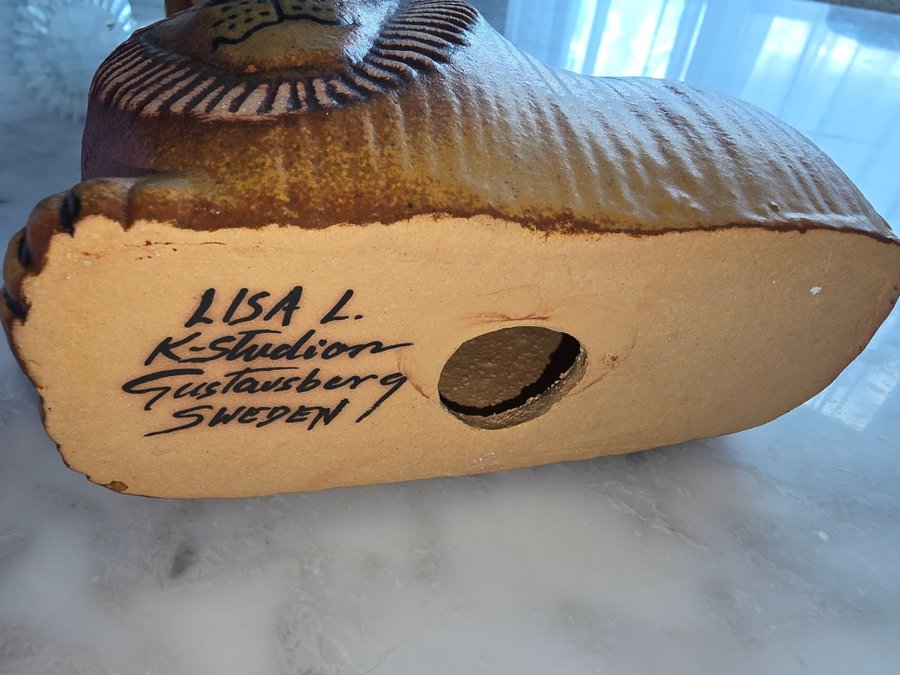 LISA L.
K-Studion
Gustavsberg
SWEDEN